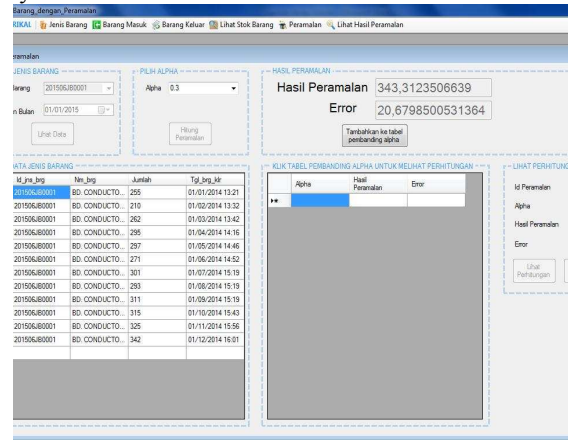 Barang_dengan_Peramalan
RIKAL Jenis Barang Barang Masuk Barang Keluar Lihat Stok Barang Peramalan Lihat Hasil Peramalan
eramalan
JENIS BARANG
PILIH ALPHA
HASIL PERAMALAN
arang 201506JB0001
Alpha 0.3
Hasil Peramalan 343,3123506639
n Bulan 01/01/2015
Error 20,6798500531364
Lihat Data
Hitung Peramalan
Tambahkan ke tabel pembanding alpha
DATA JENIS BARANG
KLIK TABEL PEMBANDING ALPHA UNTUK MELIHAT PERHITUNGAN
LIHAT PERHITUNG
Id_jns_brg Nm_brg Jumlah Tgl_brg_klr
201506JB0001 BD. CONDUCTO... 255 01/01/2014 13:21
201506JB0001 BD. CONDUCTO... 210 01/02/2014 13:32
201506JB0001 BD. CONDUCTO... 262 01/03/2014 13:42
201506JB0001 BD. CONDUCTO... 295 01/04/2014 14:16
201506JB0001 BD. CONDUCTO... 297 01/05/2014 14:46
201506JB0001 BD. CONDUCTO... 271 01/06/2014 14:52
201506JB0001 BD. CONDUCTO... 301 01/07/2014 15:19
201506JB0001 BD. CONDUCTO... 293 01/08/2014 15:19
201506JB0001 BD. CONDUCTO... 311 01/09/2014 15:19
201506JB0001 BD. CONDUCTO... 315 01/10/2014 15:43
201506JB0001 BD. CONDUCTO... 325 01/11/2014 15:56
201506JB0001 BD. CONDUCTO... 342 01/12/2014 16:01
Alpha Hasil Peramalan Error
Id Peramalan
Alpha
Hasil Peramalan
Error
Lihat Perhitungan